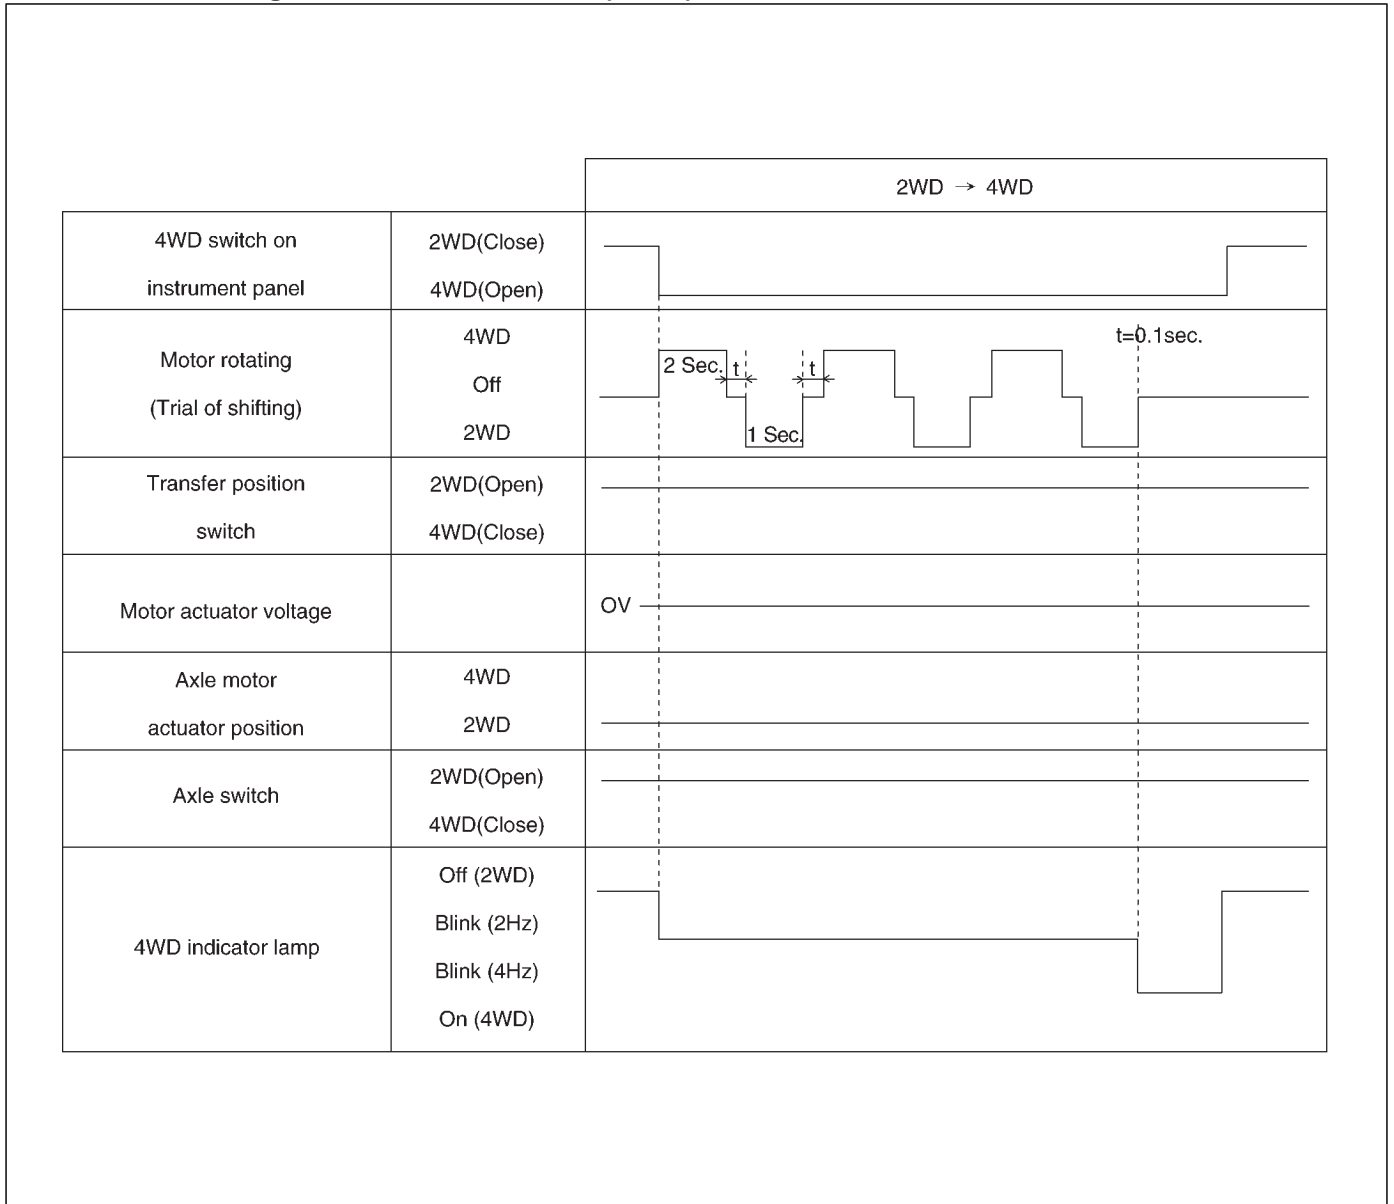 2WD → 4WD
4WD switch on
instrument panel
2WD(Close)
4WD(Open)
Motor rotating
(Trial of shifting)
4WD
Off
2WD
2 Sec.
t
1 Sec.
t
t=0.1sec.
Transfer position
switch
2WD(Open)
4WD(Close)
Motor actuator voltage
OV
Axle motor
actuator position
4WD
2WD
Axle switch
2WD(Open)
4WD(Close)
4WD indicator lamp
Off (2WD)
Blink (2Hz)
Blink (4Hz)
On (4WD)